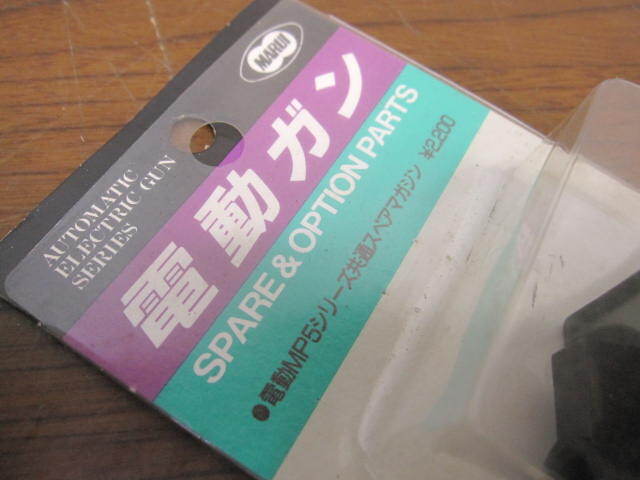 MARUI
AUTOMATIC
ELECTRIC GUN
SERIES
電動ガン
SPARE & OPTION PARTS
●電動MP5シリーズ共通スペアマガジン ¥2,200